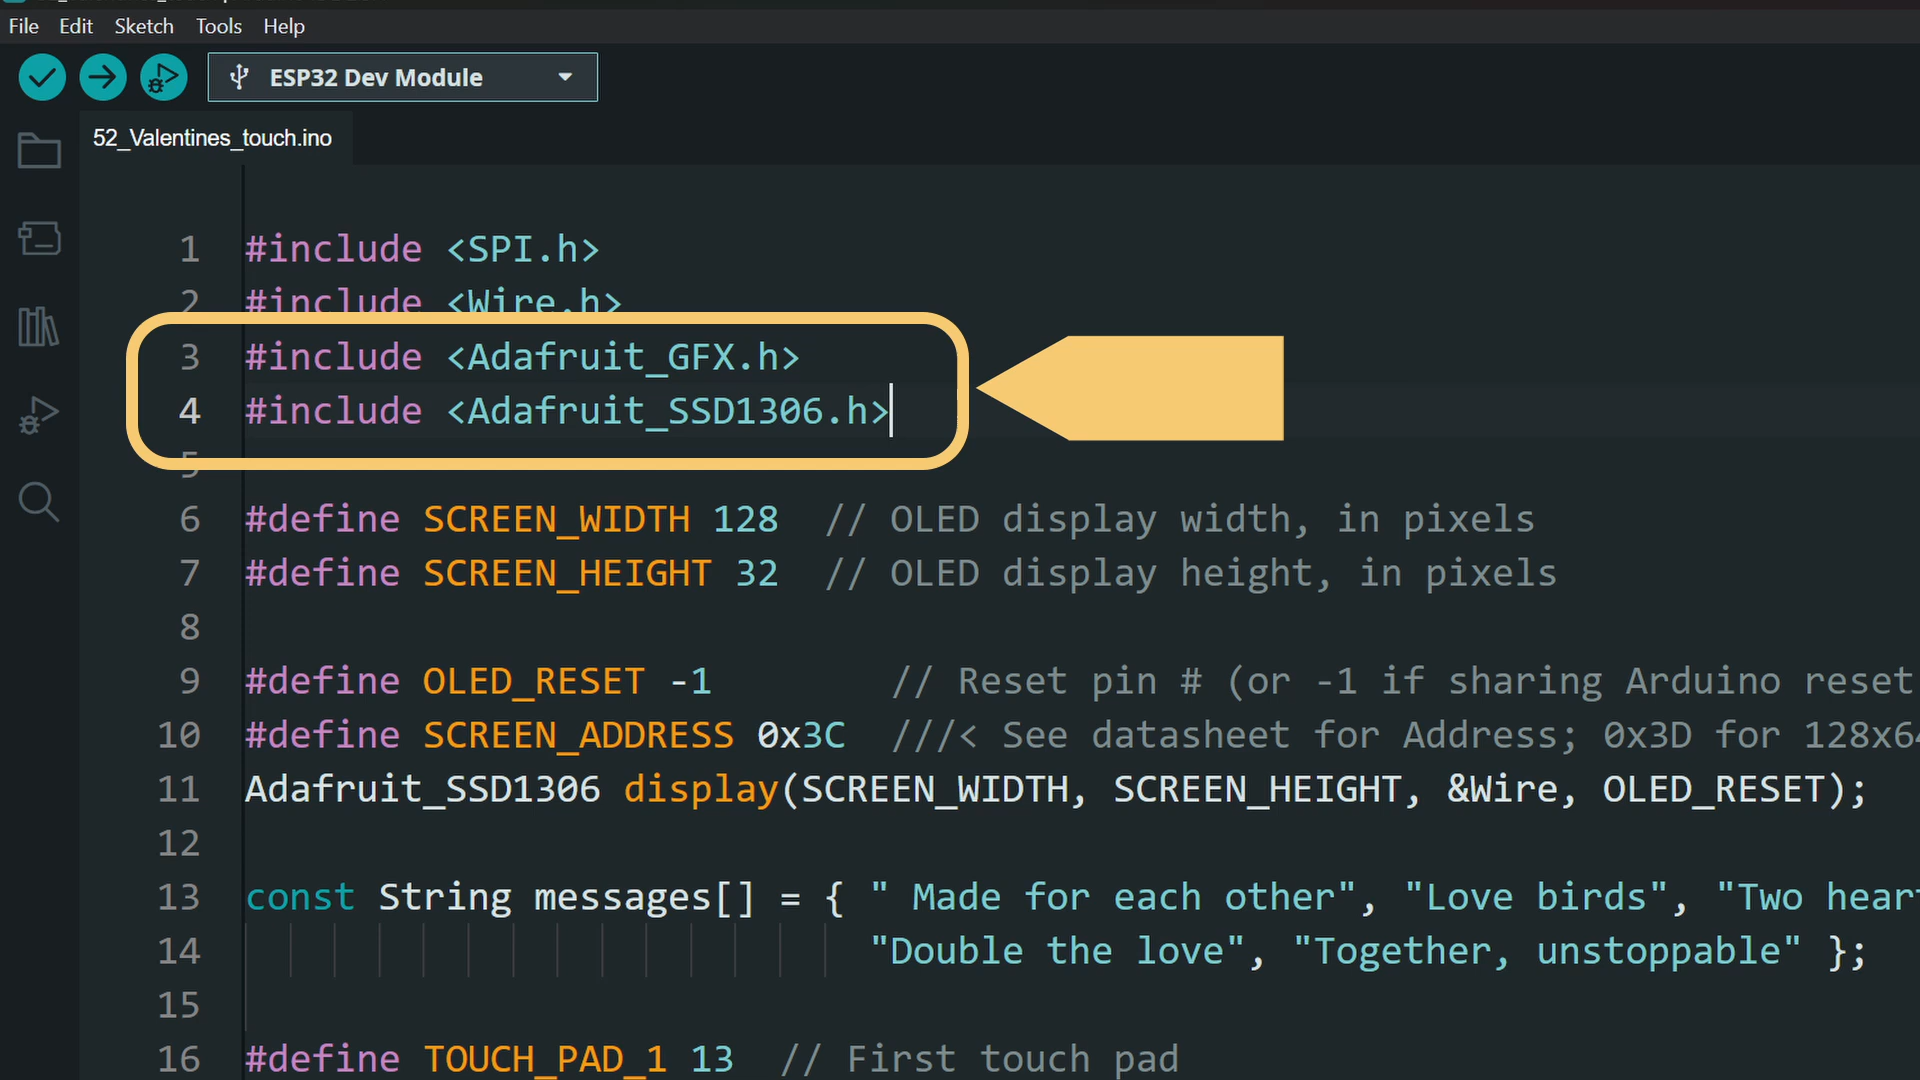 File Edit Sketch Tools Help
ESP32 Dev Module
52_Valentines_touch.ino
1 #include <SPI.h>
2 #include <Wire.h>
3 #include <Adafruit_GFX.h>
4 #include <Adafruit_SSD1306.h>
5
6 #define SCREEN_WIDTH 128  // OLED display width, in pixels
7 #define SCREEN_HEIGHT 32  // OLED display height, in pixels
8
9 #define OLED_RESET -1        // Reset pin # (or -1 if sharing Arduino reset
10 #define SCREEN_ADDRESS 0x3C  ///< See datasheet for Address; 0x3D for 128x64
11 Adafruit_SSD1306 display(SCREEN_WIDTH, SCREEN_HEIGHT, &Wire, OLED_RESET);
12
13 const String messages[] = { " Made for each other", "Love birds", "Two hear
14 "Double the love", "Together, unstoppable" };
15
16 #define TOUCH_PAD_1 13  // First touch pad